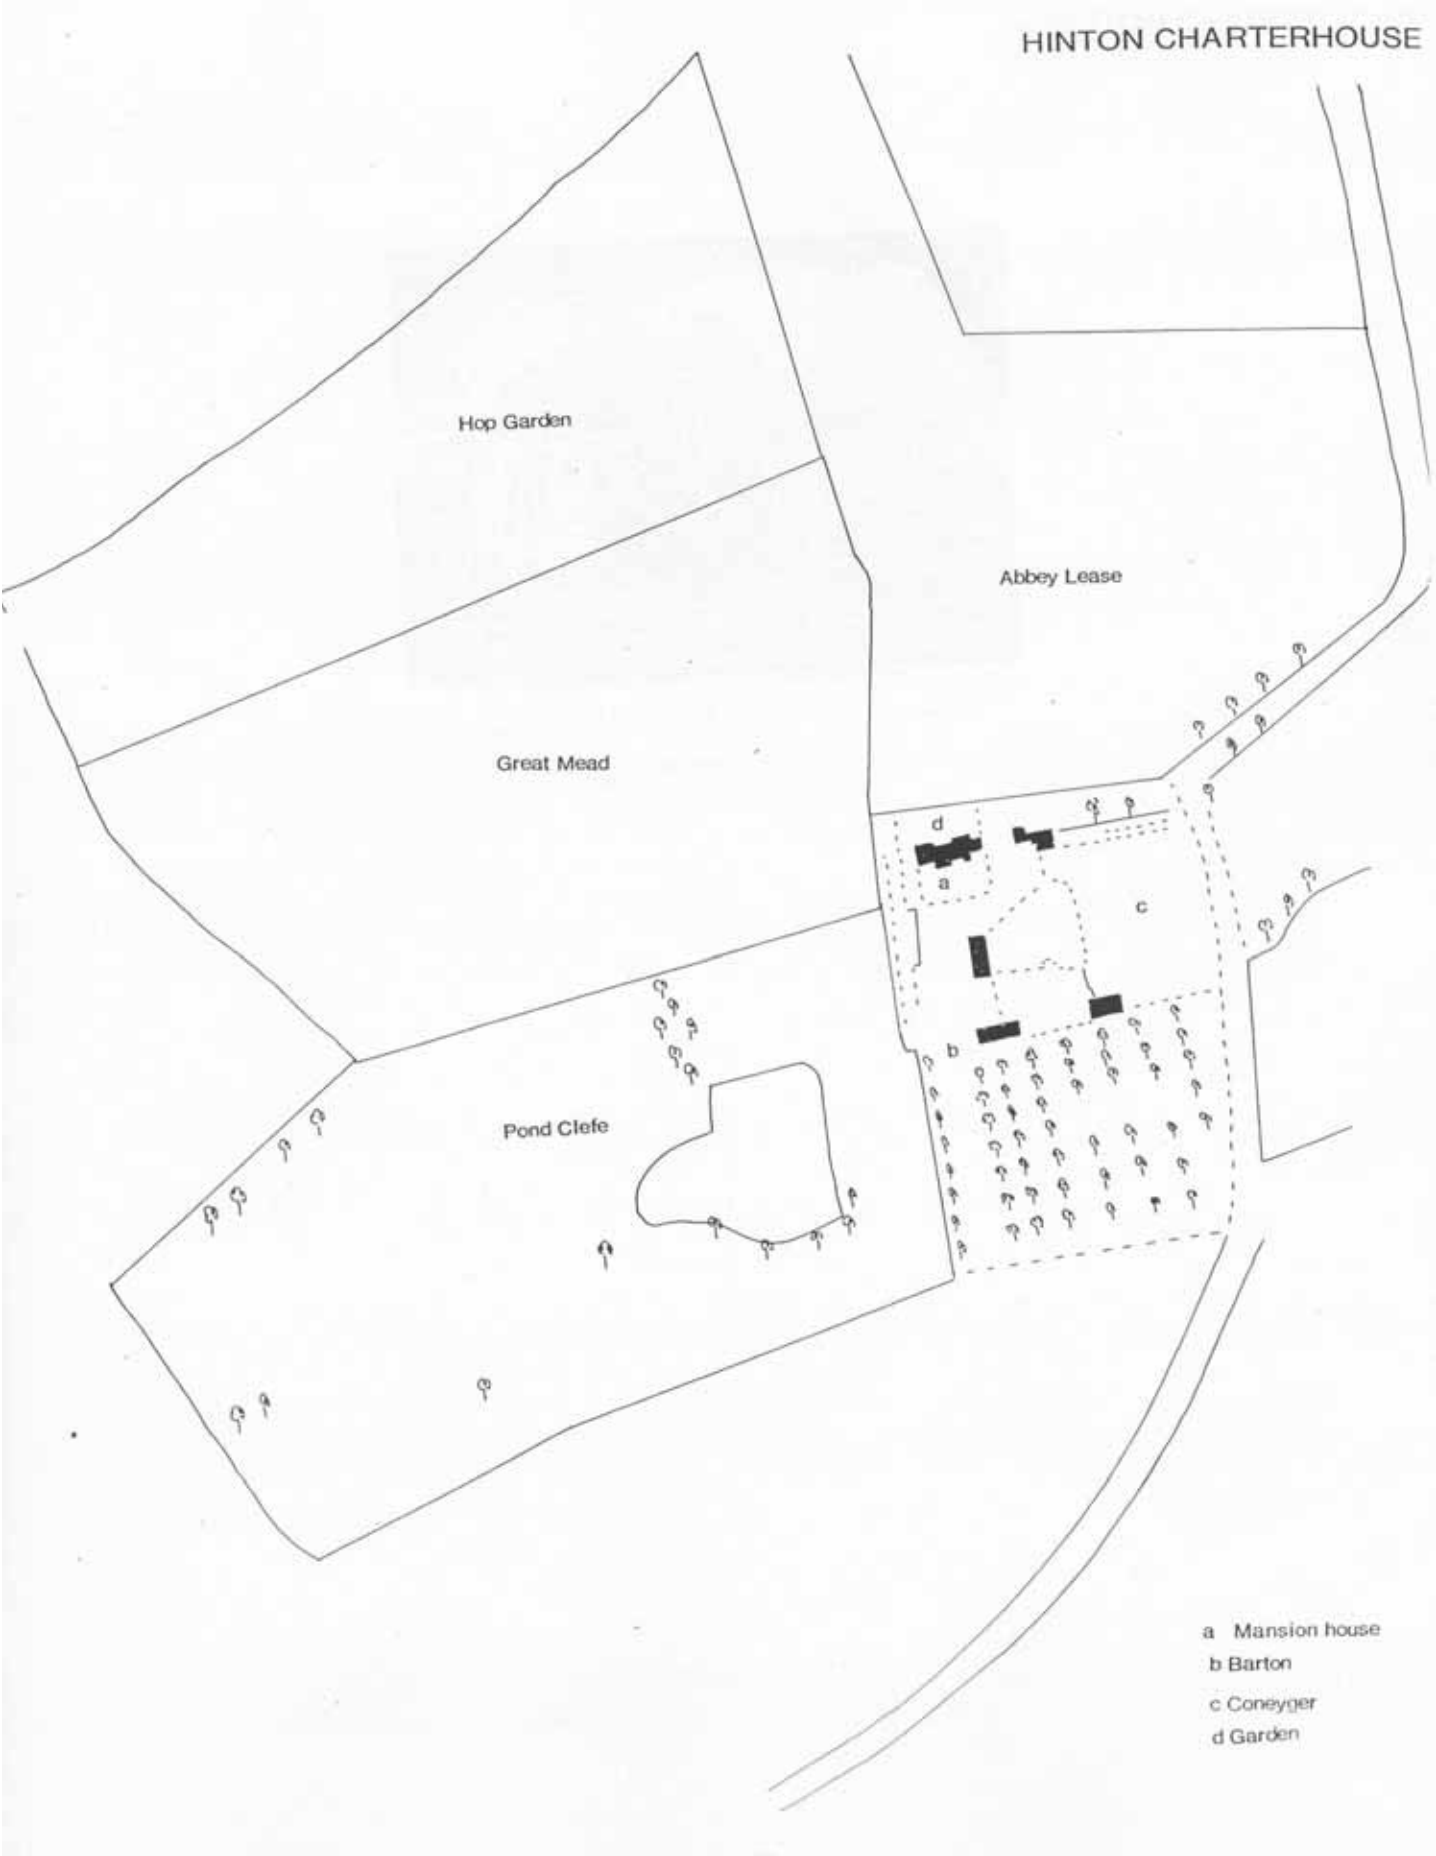 HINTON CHARTERHOUSE
Hop Garden
Abbey Lease
Great Mead
d
a
c
b
Pond Clefe
a Mansion house
b Barton
c Coneyger
d Garden